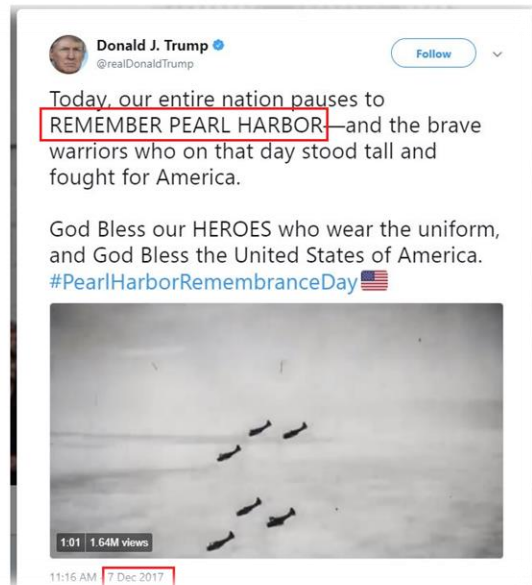 Donald J. Trump
@realDonaldTrump
Follow
Today, our entire nation pauses to
REMEMBER PEARL HARBOR—and the brave
warriors who on that day stood tall and
fought for America.
God Bless our HEROES who wear the uniform,
and God Bless the United States of America.
#PearlHarborRemembranceDay
1:01 1.64M views
11:16 AM - 7 Dec 2017